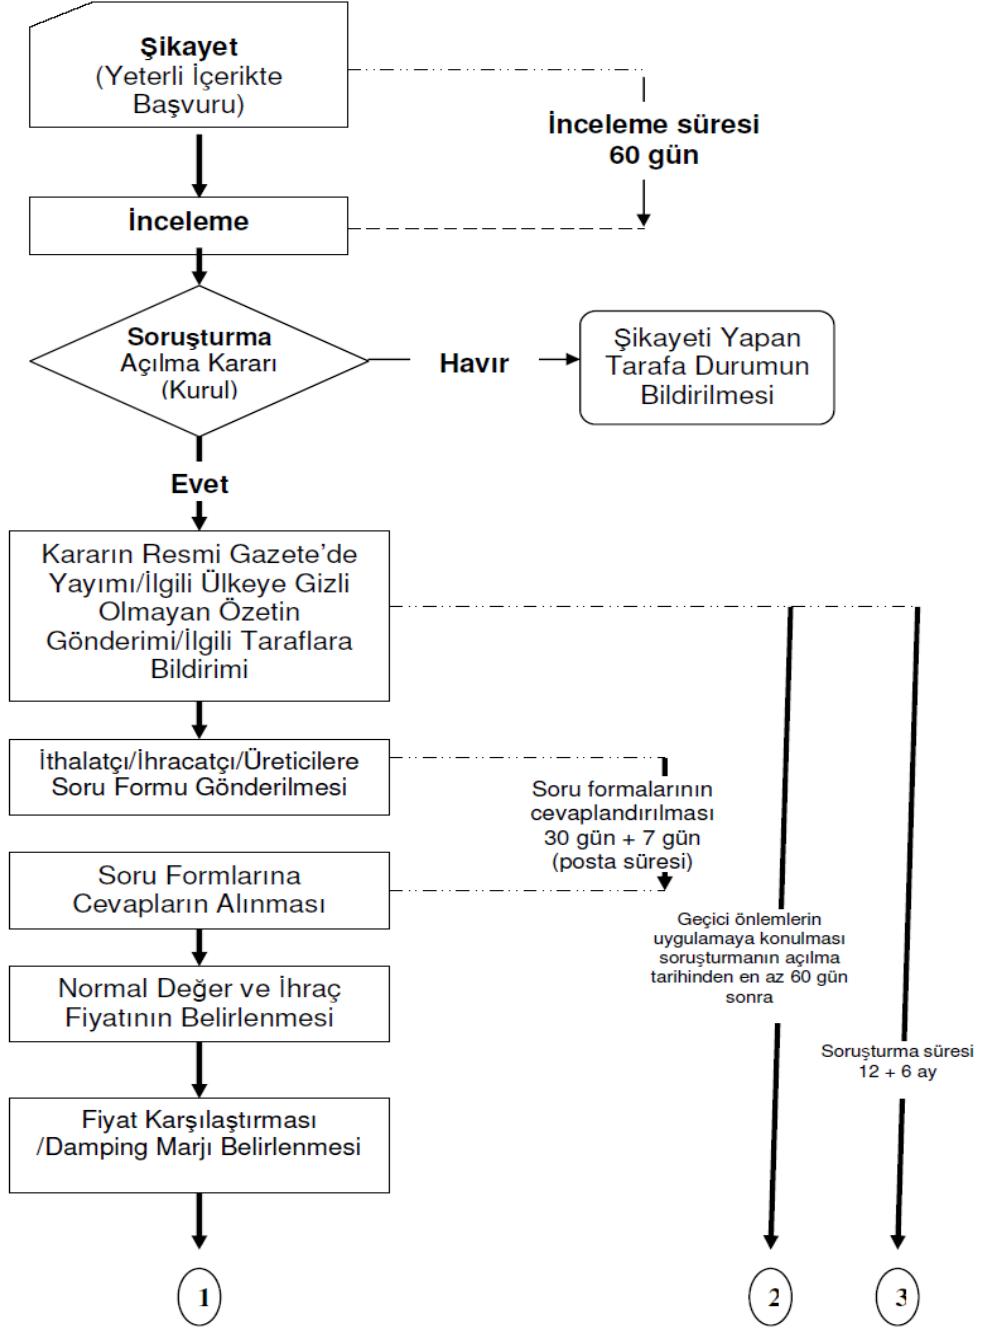 Şikayet
(Yeterli İçerikte
Başvuru)
İnceleme süresi
60 gün
İnceleme
Soruşturma
Açılma Kararı
(Kurul)
Havır
Şikayeti Yapan
Tarafa Durumun
Bildirilmesi
Evet
Kararın Resmi Gazete’de
Yayımı/İlgili Ülkeye Gizli
Olmayan Özetin
Gönderimi/İlgili Taraflara
Bildirimi
İthalatçı/İhracatçı/Üreticilere
Soru Formu Gönderilmesi
Soru formalarının
cevaplandırılması
30 gün + 7 gün
(posta süresi)
Soru Formlarına
Cevapların Alınması
Geçici önlemlerin
uygulamaya konulması
soruşturmanın açılma
tarihinden en az 60 gün
sonra
Normal Değer ve İhraç
Fiyatının Belirlenmesi
Soruşturma süresi
12 + 6 ay
Fiyat Karşılaştırması
/Damping Marjı Belirlenmesi
1
2
3